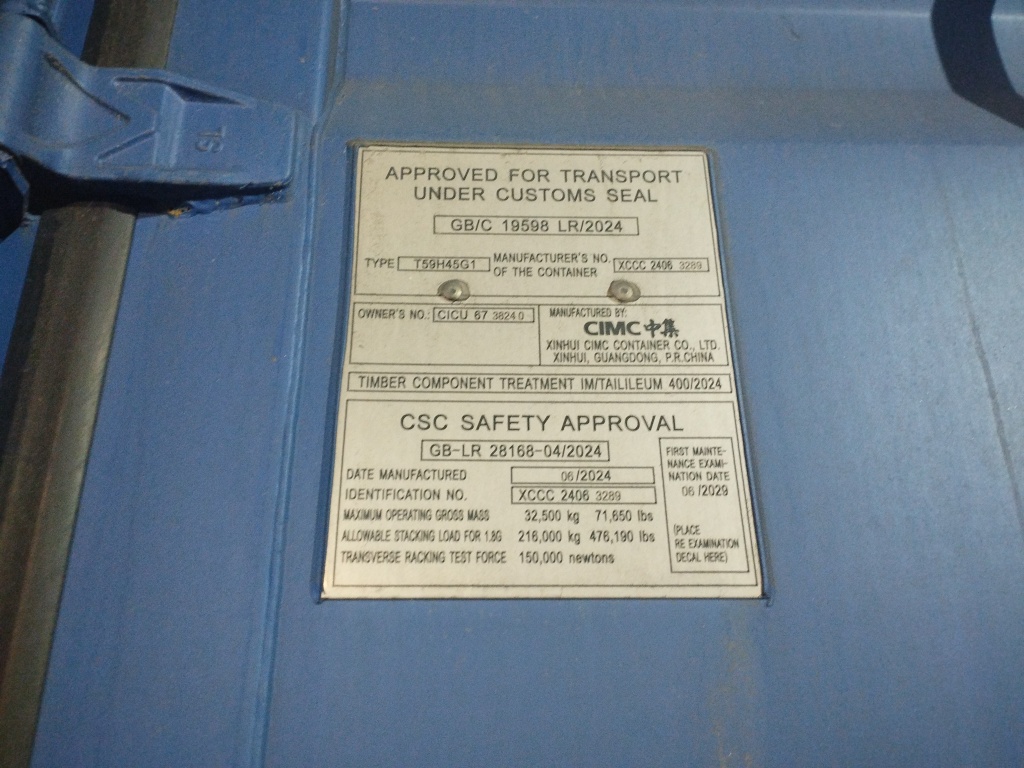 TS
APPROVED FOR TRANSPORT
UNDER CUSTOMS SEAL
GB/C 19598 LR/2024
TYPE T59H45G1 MANUFACTURER'S NO. OF THE CONTAINER XCCC 2406 3289
OWNER'S NO.: CICU 67 3824 0
MANUFACTURED BY:
CIMC 中集
XINHUI CIMC CONTAINER CO., LTD.
XINHUI, GUANGDONG, P.R.CHINA
TIMBER COMPONENT TREATMENT IM/TAILILEUM 400/2024
CSC SAFETY APPROVAL
GB-LR 28168-04/2024
DATE MANUFACTURED 06/2024
IDENTIFICATION NO. XCCC 2406 3289
MAXIMUM OPERATING GROSS MASS 32,500 kg 71,650 lbs
ALLOWABLE STACKING LOAD FOR 1.8G 216,000 kg 476,190 lbs
TRANSVERSE RACKING TEST FORCE 150,000 newtons
FIRST MAINTE-
NANCE EXAMI-
NATION DATE
06 /2029
(PLACE
RE EXAMINATION
DECAL HERE)